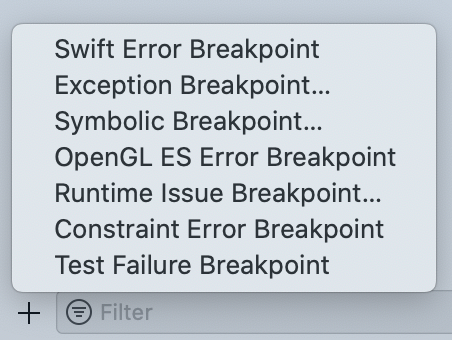 Swift Error Breakpoint
Exception Breakpoint...
Symbolic Breakpoint...
OpenGL ES Error Breakpoint
Runtime Issue Breakpoint...
Constraint Error Breakpoint
Test Failure Breakpoint
Filter